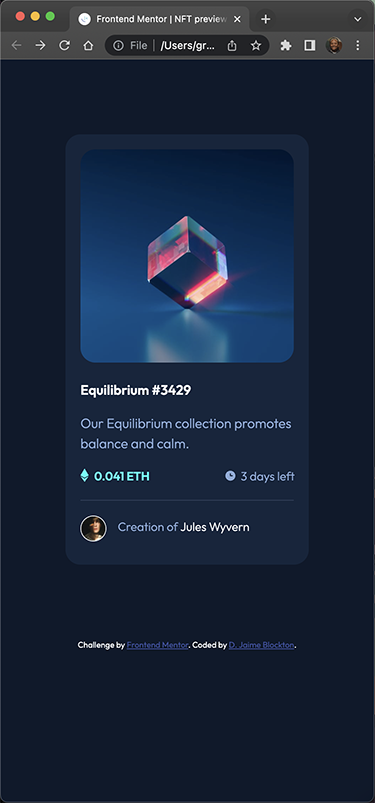 Frontend Mentor | NFT preview
File | /Users/gr...
Equilibrium #3429
Our Equilibrium collection promotes
balance and calm.
0.041 ETH 3 days left
Creation of Jules Wyvern
Challenge by Frontend Mentor. Coded by D. Jaime Blockton.